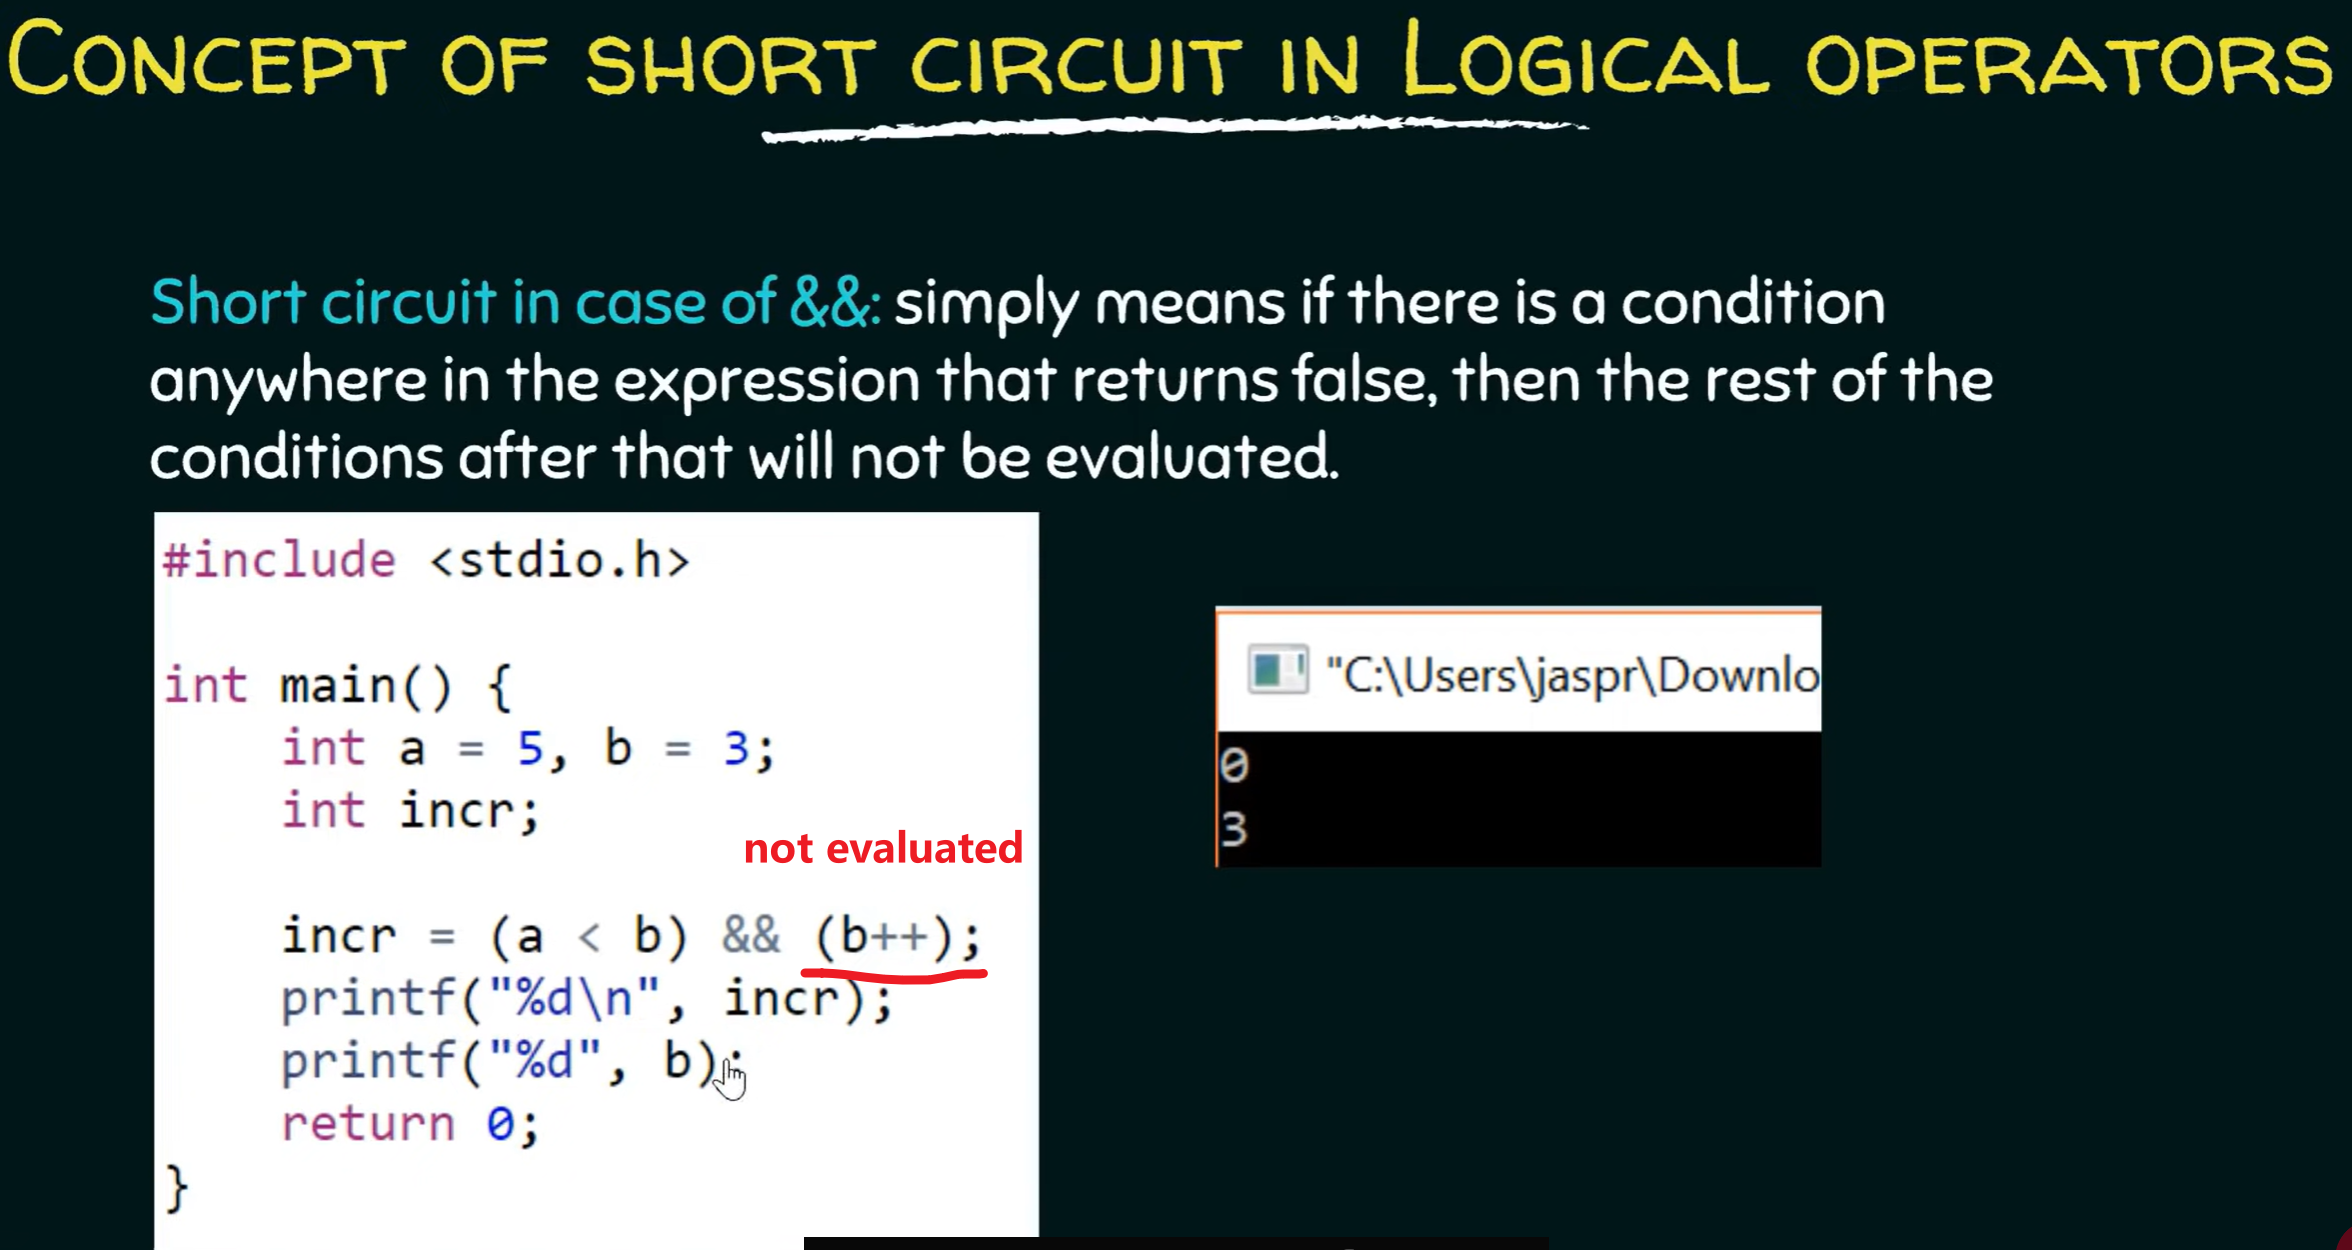 CONCEPT OF SHORT CIRCUIT IN LOGICAL OPERATORS
Short circuit in case of &&: simply means if there is a condition
anywhere in the expression that returns false, then the rest of the
conditions after that will not be evaluated.
#include <stdio.h>
int main() {
    int a = 5, b = 3;
    int incr;
not evaluated
    incr = (a < b) && (b++);
    printf("%d\n", incr);
    printf("%d", b);
    return 0;
}
"C:\Users\jaspr\Downlo
0
3